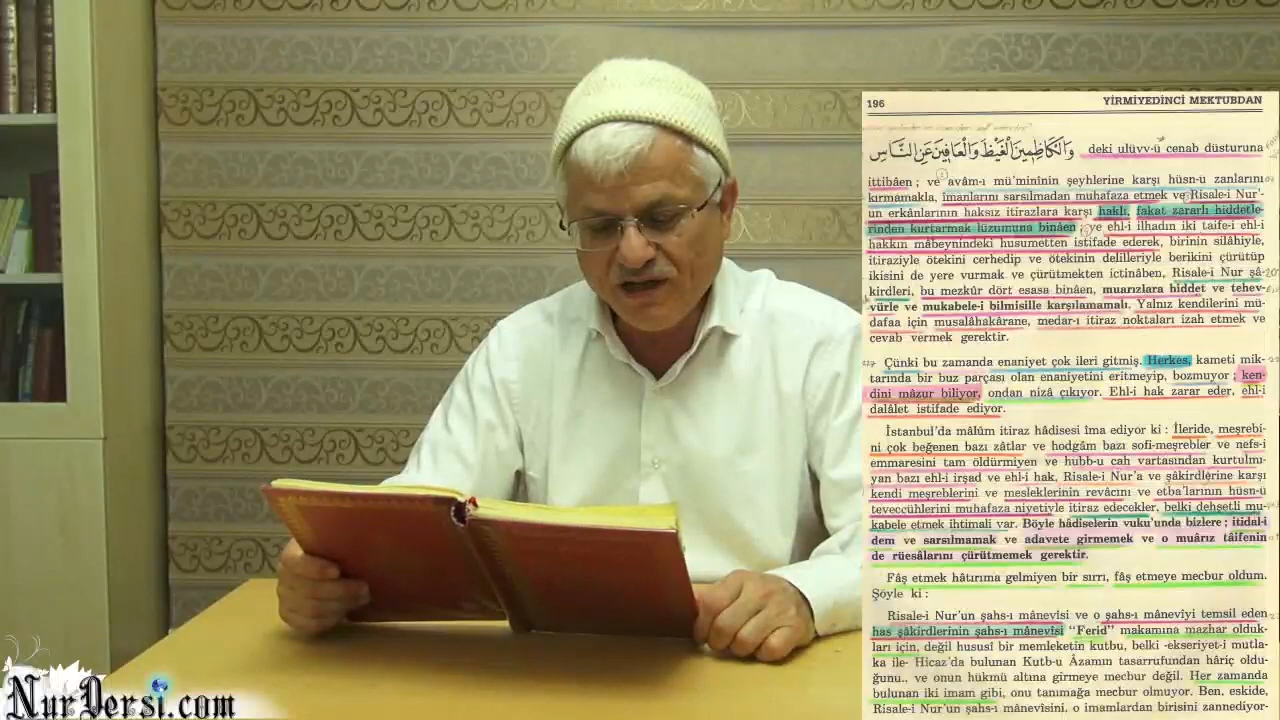 196 YİRMİYEDİNCİ MEKTUBDAN
وَالْكَاظِمِينَ الْغَيْظَ وَالْعَافِينَ عَنِ النَّاسِ deki ulüvv-ü cenab düsturuna
ittibâen ; ve avâm-ı mü'minînin şeyhlerine karşı hüsn-ü zanlarını
kırmamakla, imanlarını sarsılmadan muhafaza etmek ve Risale-i Nur'-
un erkânlarının haksız itirazlara karşı haklı, fakat zararlı hiddetle-
rinden kurtarmak lüzumuna binâen ; ve ehl-i ilhadın iki taife-i ehl-i
hakkın mâbeynindeki husumetten istifade ederek, birinin silâhiyle,
itiraziyle ötekini cerhedip ve ötekinin delilleriyle berikini çürütüp
ikisini de yere vurmak ve çürütmekten ictinâben, Risale-i Nur şâ-
kirdleri, bu mezkûr dört esasa binâen, muarızlara hiddet ve tehev-
vürle ve mukabele-i bilmisille karşılamamalı. Yalnız kendilerini mü-
dafaa için musalâhakârane, medar-ı itiraz noktaları izah etmek ve
cevab vermek gerektir.
Çünki bu zamanda enaniyet çok ileri gitmiş. Herkes, kameti mik-
tarında bir buz parçası olan enaniyetini eritmeyip, bozmuyor ; ken-
dini mâzur biliyor, ondan nizâ çıkıyor. Ehl-i hak zarar eder, ehl-i
dalâlet istifade ediyor.
İstanbul'da mâlûm itiraz hâdisesi îma ediyor ki : İleride, meşrebi-
ni çok beğenen bazı zâtlar ve hodgâm bazı sofi-meşrebler ve nefs-i
emmaresini tam öldürmiyen ve hubb-u cah vartasından kurtulmı-
yan bazı ehl-i irşad ve ehl-i hak, Risale-i Nur'a ve şâkirdlerine karşı
kendi meşreblerini ve mesleklerinin revâcını ve etba'larının hüsn-ü
teveccühlerini muhafaza niyetiyle itiraz edecekler, belki dehşetli mu-
kabele etmek ihtimali var. Böyle hâdiselerin vuku'unda bizlere ; itidal-i
dem ve sarsılmamak ve adavete girmemek ve o muârız tâifenin
de rüesâlarını çürütmemek gerektir.
Fâş etmek hâtırıma gelmiyen bir sırrı, fâş etmeye mecbur oldum.
Şöyle ki :
Risale-i Nur'un şahs-ı mânevîsi ve o şahs-ı mânevîyi temsil eden
has şâkirdlerinin şahs-ı mânevîsi "Ferid" makamına mazhar olduk-
ları için, değil hususî bir memleketin kutbu, belki -ekseriyet-i mutla-
ka ile- Hicaz'da bulunan Kutb-u Âzamın tasarrufundan hâriç oldu-
ğunu.. ve onun hükmü altına girmeye mecbur değil. Her zamanda
bulunan iki imam gibi, onu tanımağa mecbur olmuyor. Ben, eskide,
Risale-i Nur'un şahs-ı mânevîsini, o imamlardan birisini zannediyor-
NurDersi.com